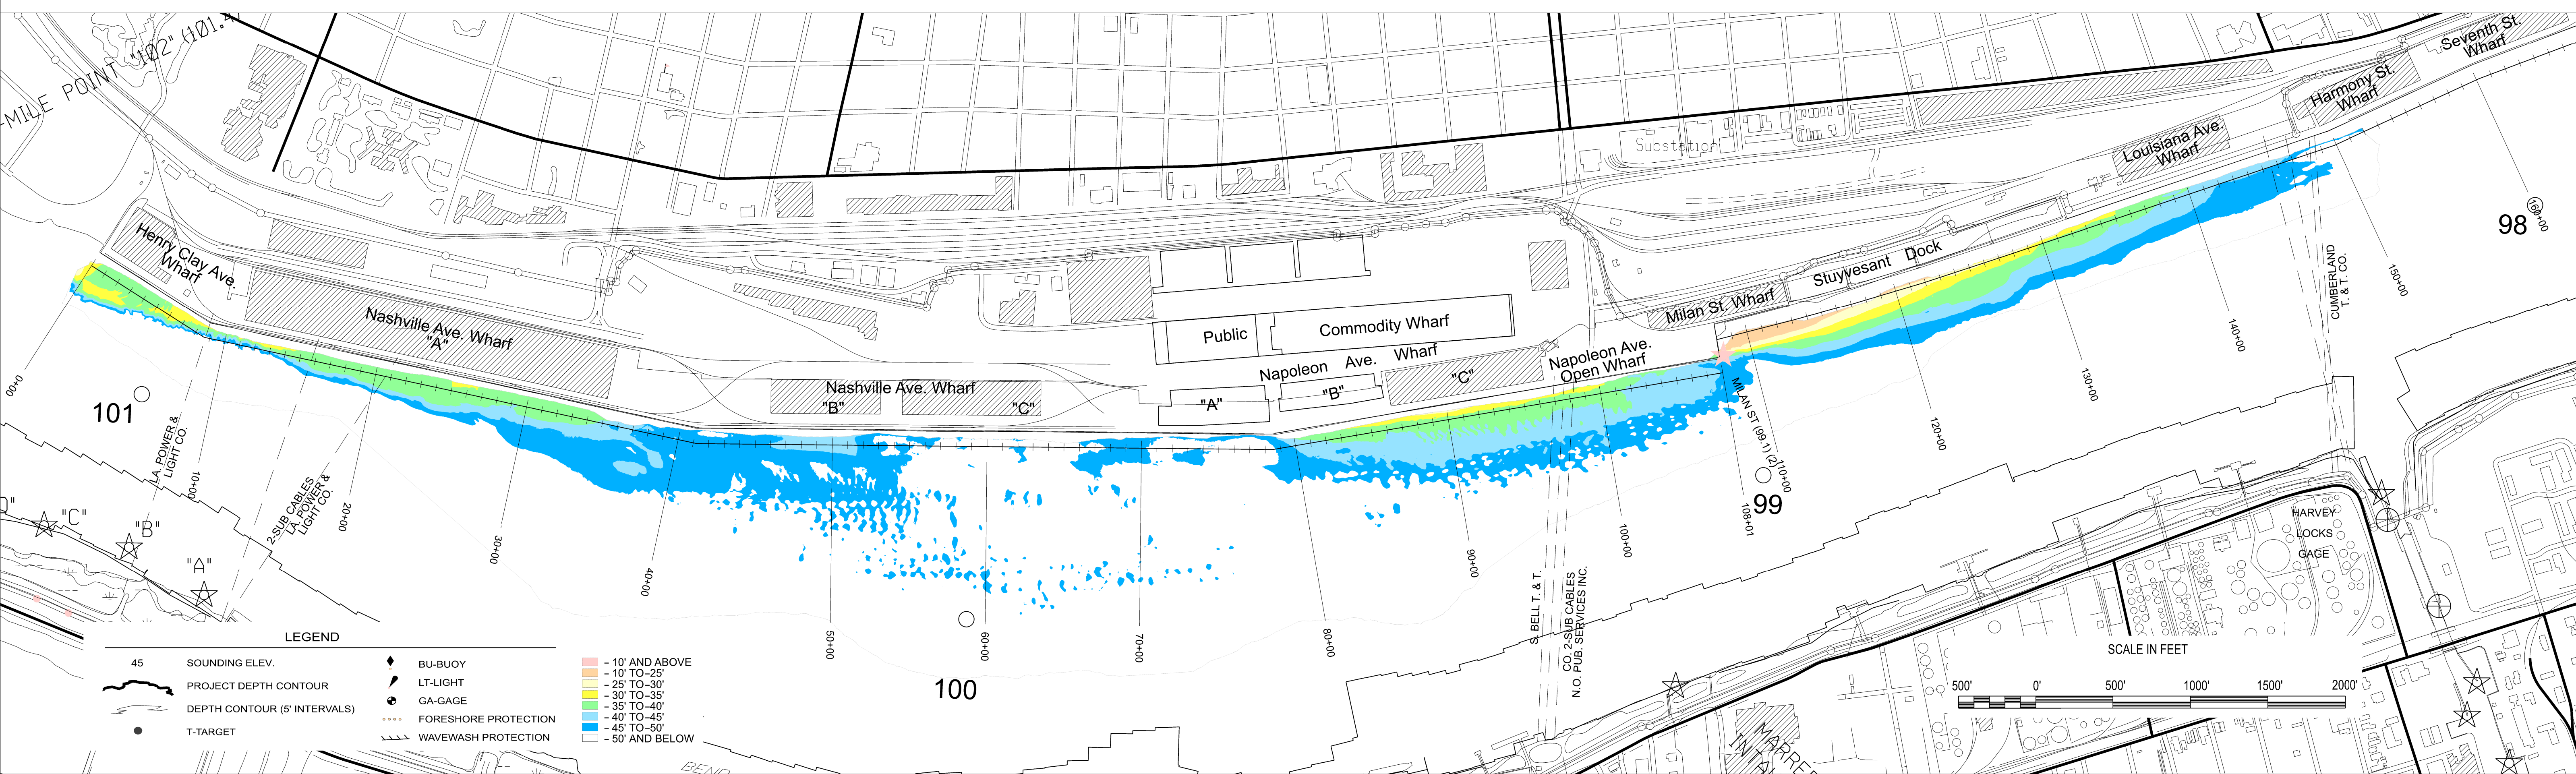 -MILE POINT "102" (101.4)
Seventh St.
Wharf
Harmony St.
Wharf
Louisiana Ave.
Wharf
Substation
Henry Clay Ave.
Wharf
Nashville Ave. Wharf
"A"
Nashville Ave. Wharf
"B"
"C"
Public
Commodity Wharf
Napoleon Ave. Wharf
"A"
"B"
"C"
Napoleon Ave.
Open Wharf
Milan St. Wharf
Stuyvesant Dock
MILAN ST (99.1) (2)
101
100
99
98
0+00
10+00
20+00
30+00
40+00
50+00
60+00
70+00
80+00
90+00
100+00
108+01
110+00
120+00
130+00
140+00
150+00
160+00
LA. POWER &
LIGHT CO.
2-SUB CABLES
LA. POWER &
LIGHT CO.
S. BELL T. & T.
CO. 2-SUB CABLES
N.O. PUB. SERVICES INC.
CUMBERLAND
T. & T. CO.
HARVEY
LOCKS
GAGE
"C"
"B"
"A"
BEND
MARRE
IN TA
LEGEND
45 SOUNDING ELEV.
PROJECT DEPTH CONTOUR
DEPTH CONTOUR (5' INTERVALS)
T-TARGET
BU-BUOY
LT-LIGHT
GA-GAGE
FORESHORE PROTECTION
WAVEWASH PROTECTION
– 10' AND ABOVE
– 10' TO–25'
– 25' TO–30'
– 30' TO–35'
– 35' TO–40'
– 40' TO–45'
– 45' TO–50'
– 50' AND BELOW
SCALE IN FEET
500' 0' 500' 1000' 1500' 2000'